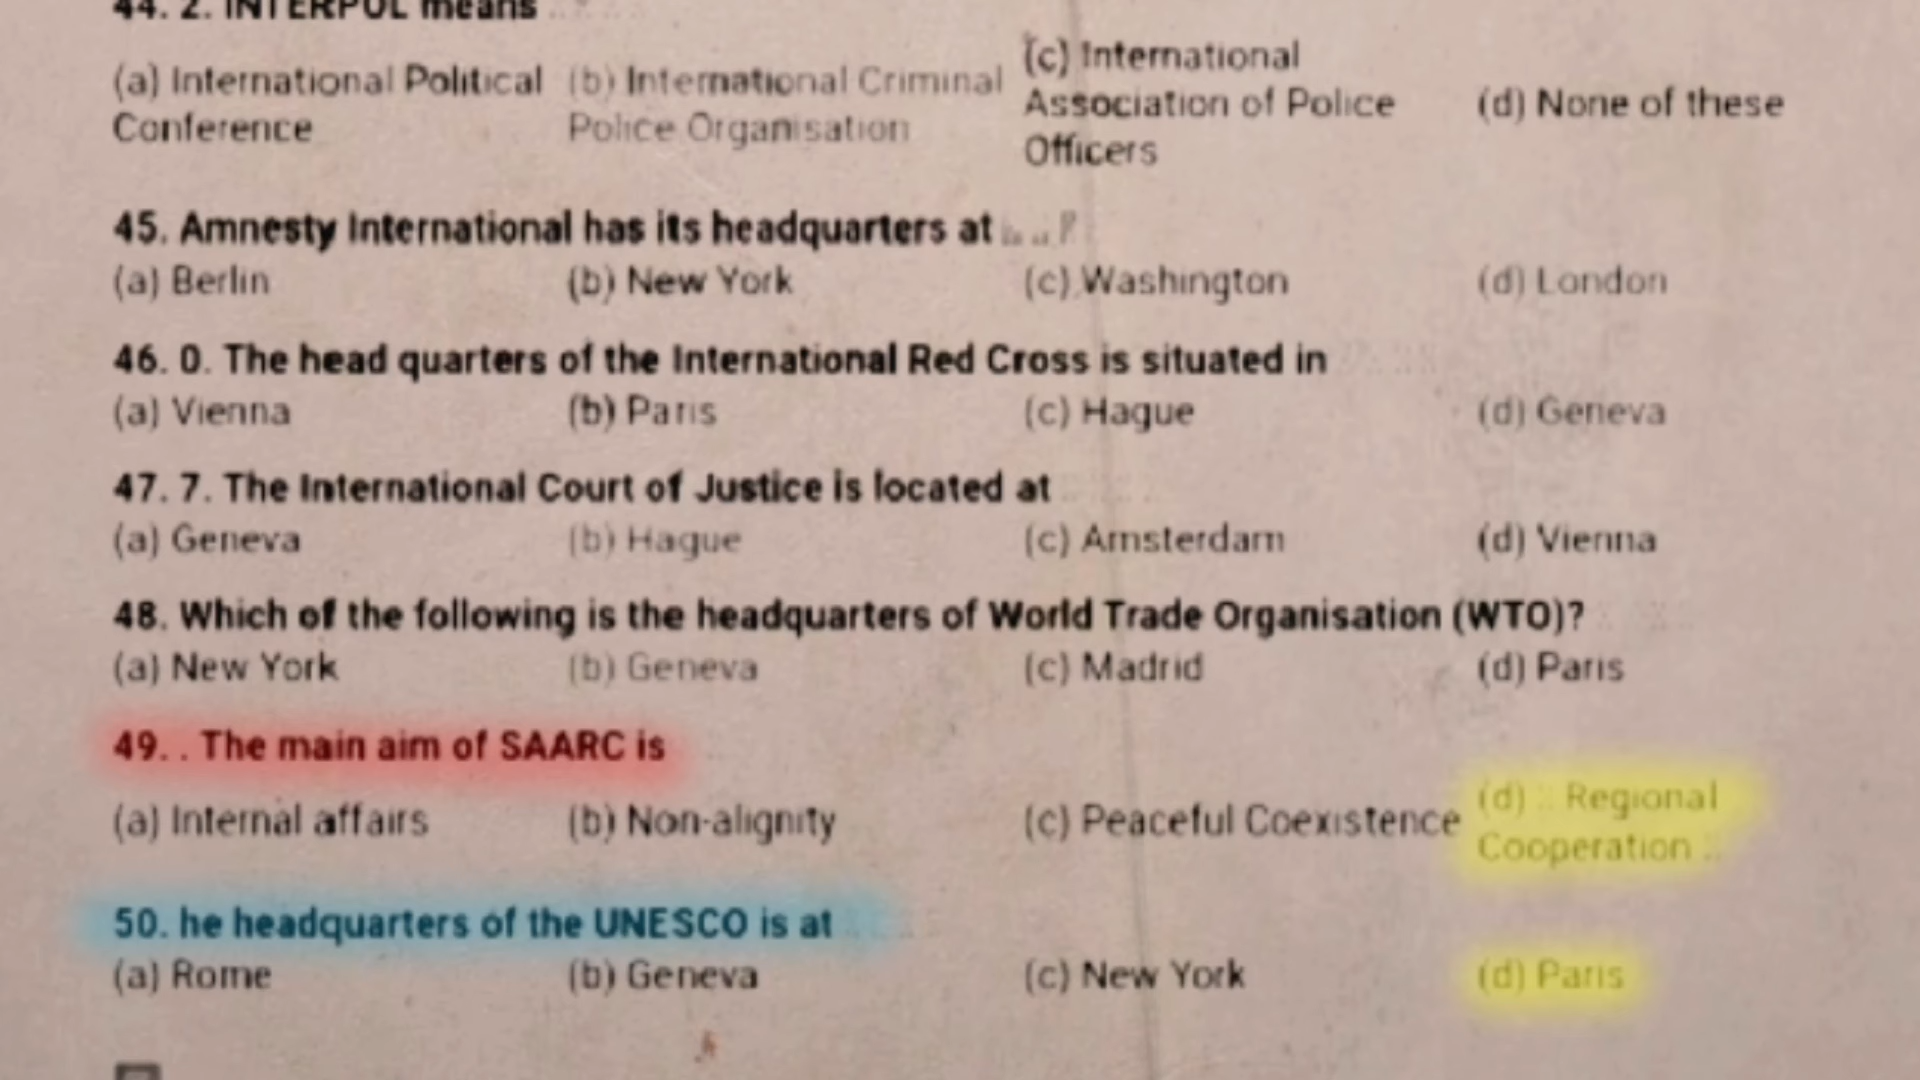 44. 2. INTERPOL means
(a) International Political Conference (b) International Criminal Police Organisation (c) International Association of Police Officers (d) None of these
45. Amnesty International has its headquarters at
(a) Berlin (b) New York (c) Washington (d) London
46. 0. The head quarters of the International Red Cross is situated in
(a) Vienna (b) Paris (c) Hague (d) Geneva
47. 7. The International Court of Justice is located at
(a) Geneva (b) Hague (c) Amsterdam (d) Vienna
48. Which of the following is the headquarters of World Trade Organisation (WTO)?
(a) New York (b) Geneva (c) Madrid (d) Paris
49. . The main aim of SAARC is
(a) Internal affairs (b) Non-alignity (c) Peaceful Coexistence (d) Regional Cooperation
50. he headquarters of the UNESCO is at
(a) Rome (b) Geneva (c) New York (d) Paris